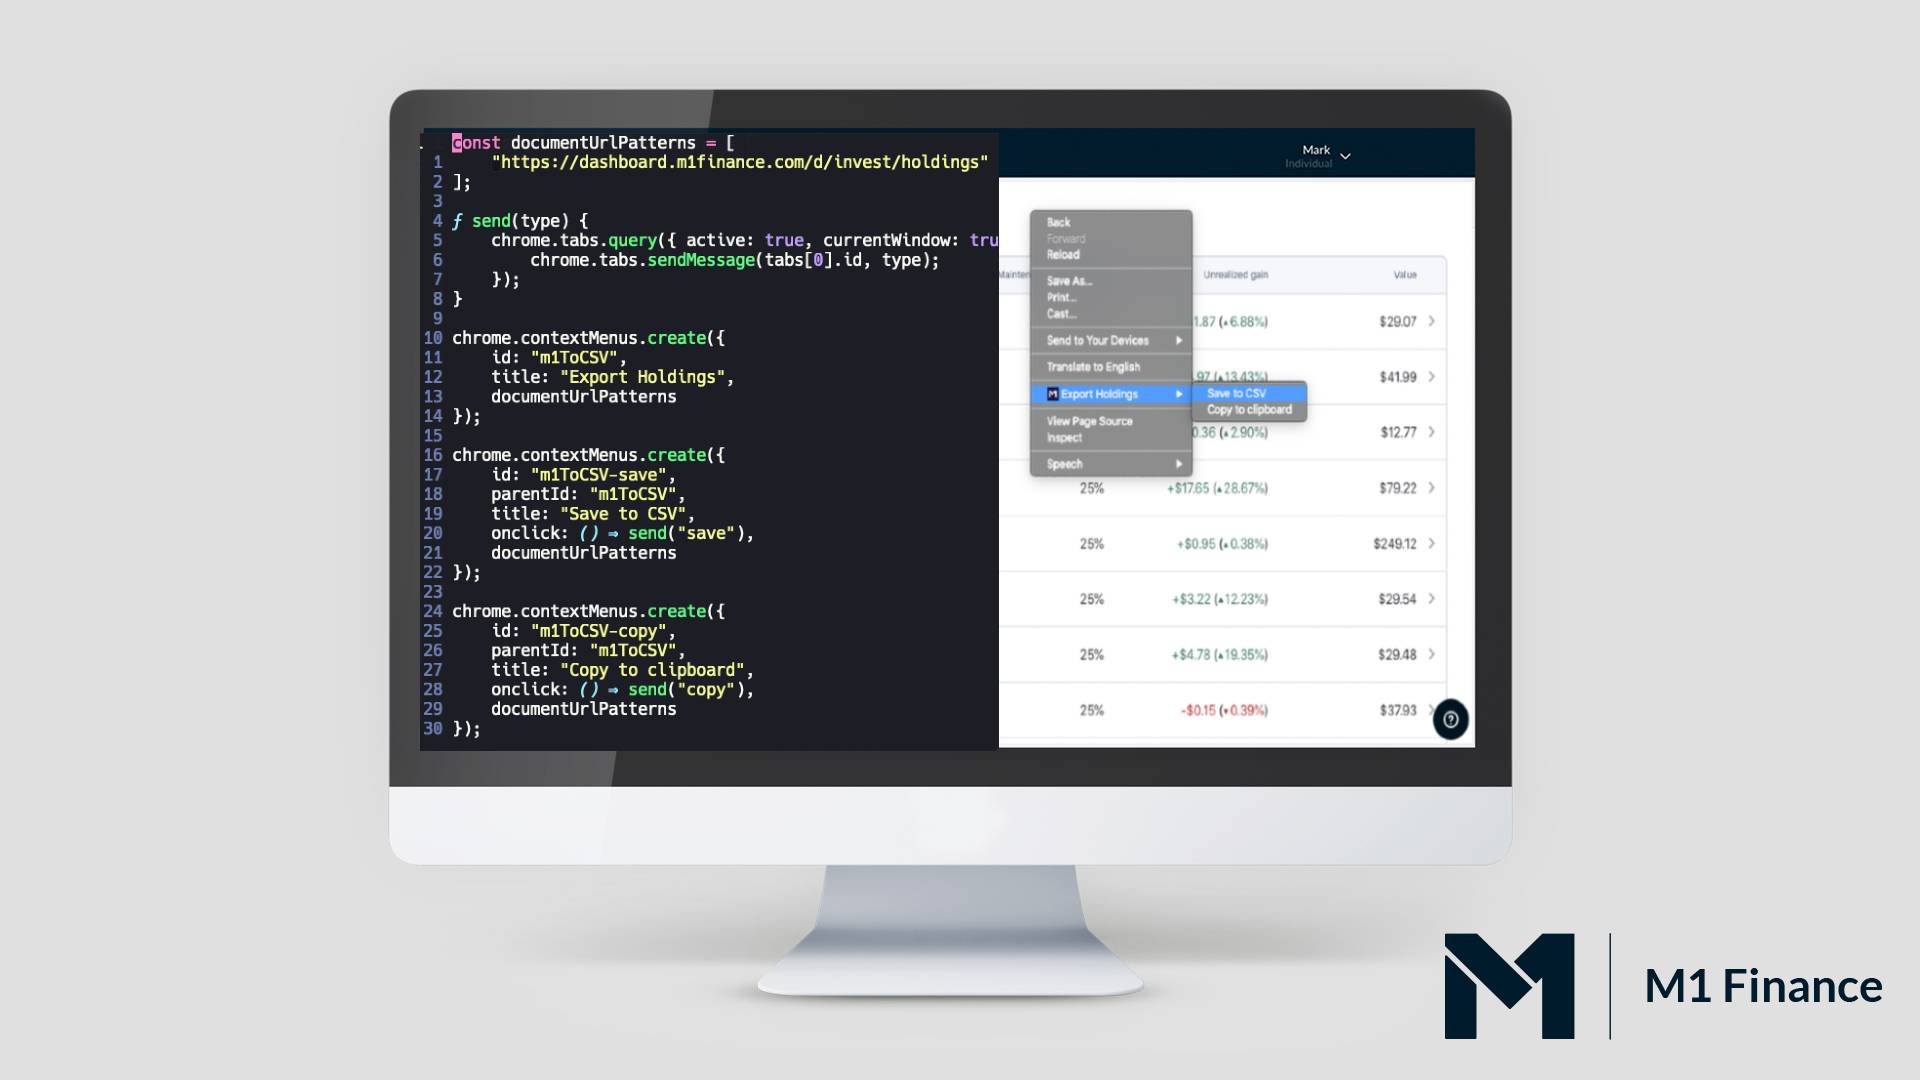 const documentUrlPatterns = [
1 "https://dashboard.m1finance.com/d/invest/holdings"
2 ];
3
4 ƒ send(type) {
5 chrome.tabs.query({ active: true, currentWindow: tru
6 chrome.tabs.sendMessage(tabs[0].id, type);
7 });
8 }
9
10 chrome.contextMenus.create({
11 id: "m1ToCSV",
12 title: "Export Holdings",
13 documentUrlPatterns
14 });
15
16 chrome.contextMenus.create({
17 id: "m1ToCSV-save",
18 parentId: "m1ToCSV",
19 title: "Save to CSV",
20 onclick: () ⇒ send("save"),
21 documentUrlPatterns
22 });
23
24 chrome.contextMenus.create({
25 id: "m1ToCSV-copy",
26 parentId: "m1ToCSV",
27 title: "Copy to clipboard",
28 onclick: () ⇒ send("copy"),
29 documentUrlPatterns
30 });
Mark
Individual
Back
Forward
Reload
Save As...
Print...
Cast...
Send to Your Devices
Translate to English
Export Holdings
View Page Source
Inspect
Speech
Save to CSV
Copy to clipboard
Mainten Unrealized gain Value
1.87 (▲6.88%) $29.07
.97 (▲13.43%) $41.99
0.36 (▲2.90%) $12.77
25% +$17.65 (▲28.67%) $79.22
25% +$0.95 (▲0.38%) $249.12
25% +$3.22 (▲12.23%) $29.54
25% +$4.78 (▲19.35%) $29.48
25% -$0.15 (▼0.39%) $37.93
M1 Finance